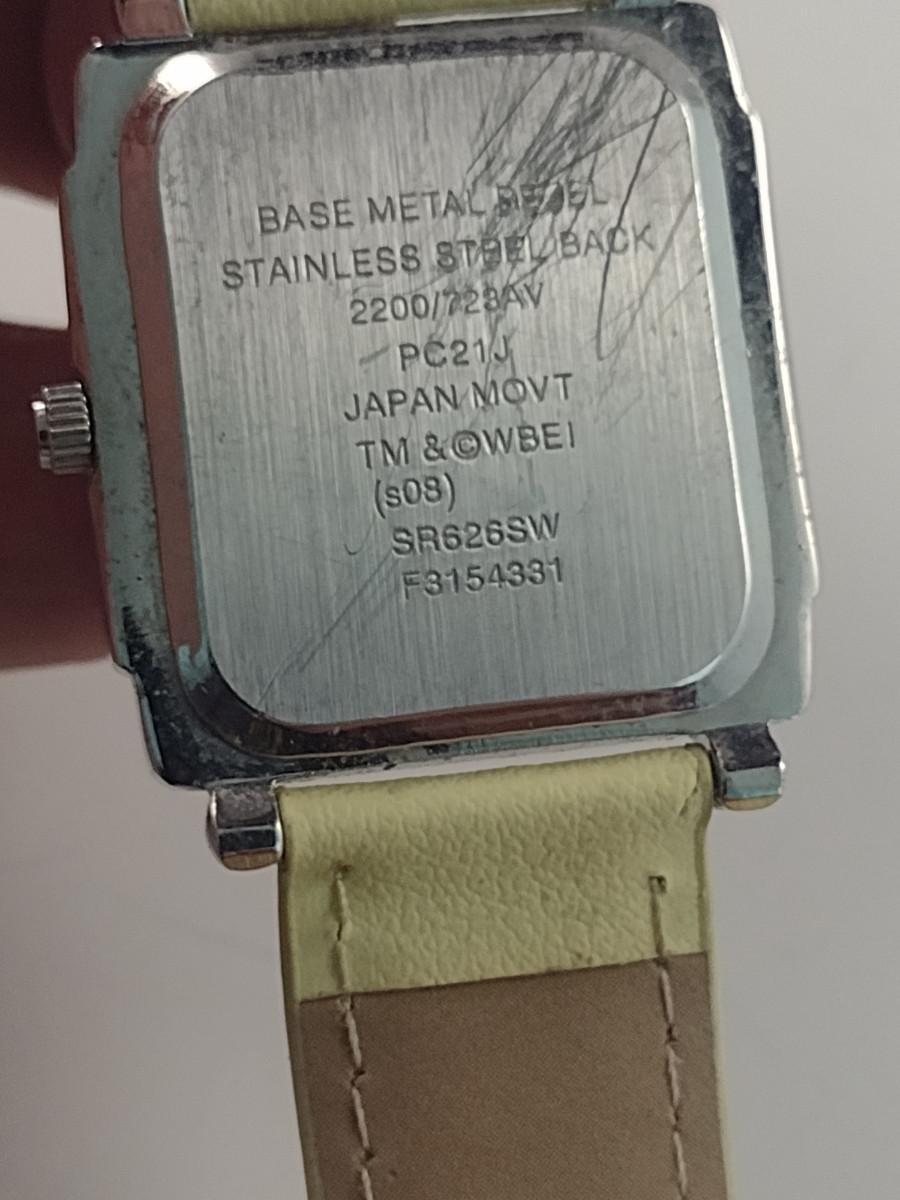 BASE METAL BEZEL
STAINLESS STEEL BACK
2200/723AV
PC21J
JAPAN MOVT
TM &©WBEI
(s08)
SR626SW
F3154331